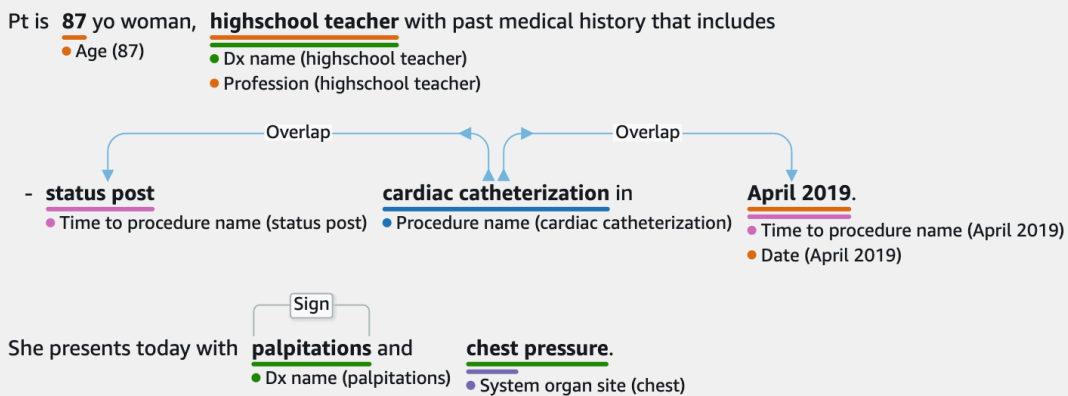 Pt is 87 yo woman, highschool teacher with past medical history that includes
Age (87)
Dx name (highschool teacher)
Profession (highschool teacher)
Overlap Overlap
- status post cardiac catheterization in April 2019.
Time to procedure name (status post) Procedure name (cardiac catheterization) Time to procedure name (April 2019)
Date (April 2019)
Sign
She presents today with palpitations and chest pressure.
Dx name (palpitations) System organ site (chest)